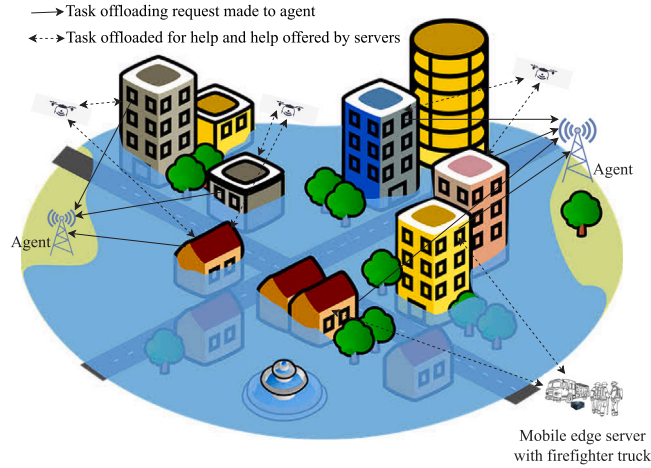 Task offloading request made to agent
Task offloaded for help and help offered by servers
Agent
Agent
Mobile edge server
with firefighter truck